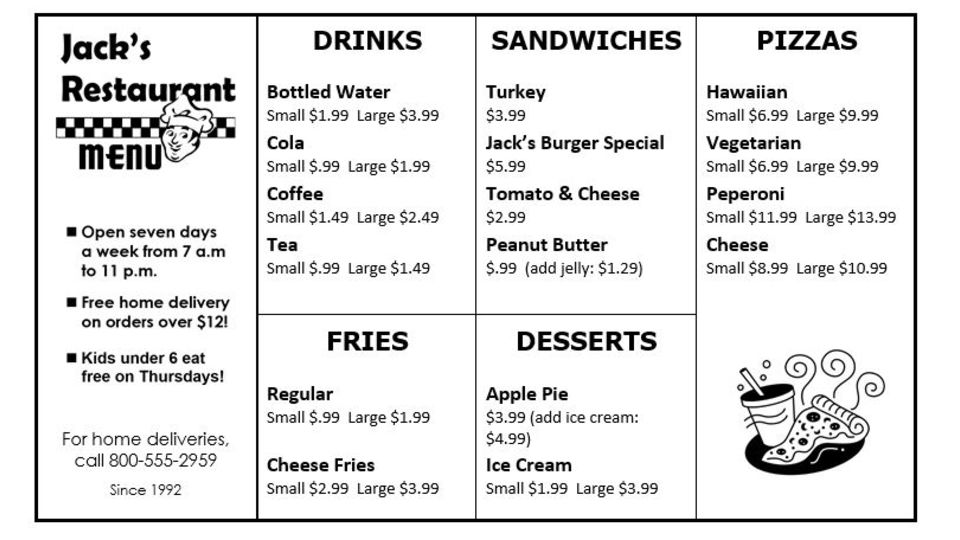 Jack's
Restaurant
MENU
■ Open seven days
a week from 7 a.m
to 11 p.m.
■ Free home delivery
on orders over $12!
■ Kids under 6 eat
free on Thursdays!
For home deliveries,
call 800-555-2959
Since 1992
DRINKS
Bottled Water
Small $1.99 Large $3.99
Cola
Small $.99 Large $1.99
Coffee
Small $1.49 Large $2.49
Tea
Small $.99 Large $1.49
FRIES
Regular
Small $.99 Large $1.99
Cheese Fries
Small $2.99 Large $3.99
SANDWICHES
Turkey
$3.99
Jack's Burger Special
$5.99
Tomato & Cheese
$2.99
Peanut Butter
$.99 (add jelly: $1.29)
DESSERTS
Apple Pie
$3.99 (add ice cream:
$4.99)
Ice Cream
Small $1.99 Large $3.99
PIZZAS
Hawaiian
Small $6.99 Large $9.99
Vegetarian
Small $6.99 Large $9.99
Peperoni
Small $11.99 Large $13.99
Cheese
Small $8.99 Large $10.99